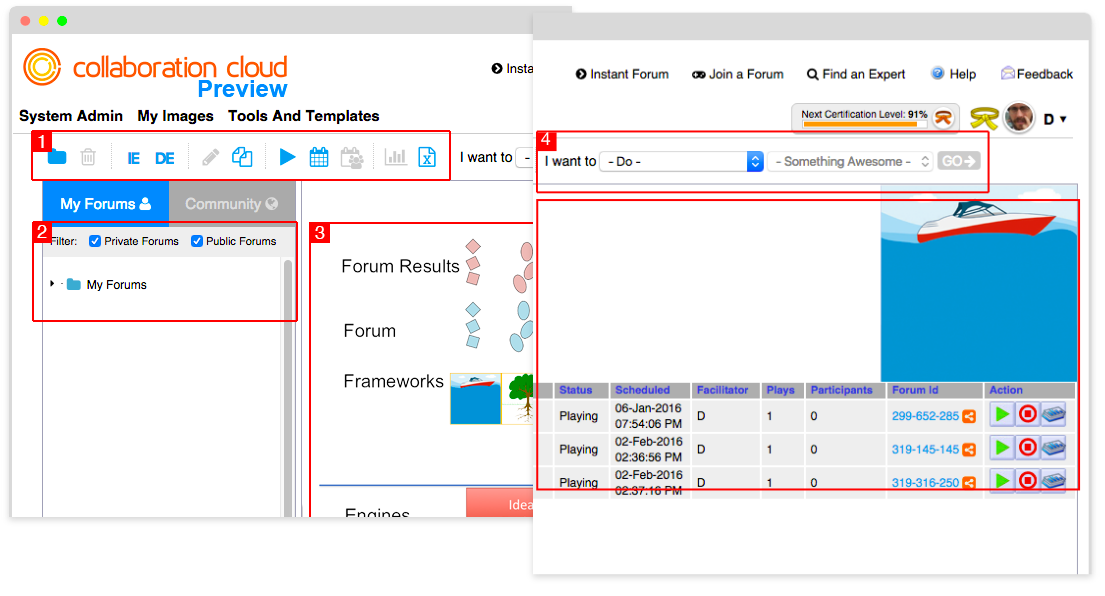 collaboration cloud
Preview
Insta
System Admin My Images Tools And Templates
1
IE DE
I want to -
My Forums Community
2
Filter: Private Forums Public Forums
My Forums
3
Forum Results
Forum
Frameworks
Engines
Idea
Instant Forum Join a Forum Find an Expert Help Feedback
Next Certification Level: 91%
D
4
I want to - Do - - Something Awesome - GO
Status Scheduled Facilitator Plays Participants Forum Id Action
Playing 06-Jan-2016 07:54:06 PM D 1 0 299-652-285
Playing 02-Feb-2016 02:36:56 PM D 1 0 319-145-145
Playing 02-Feb-2016 02:37:16 PM D 1 0 319-316-250